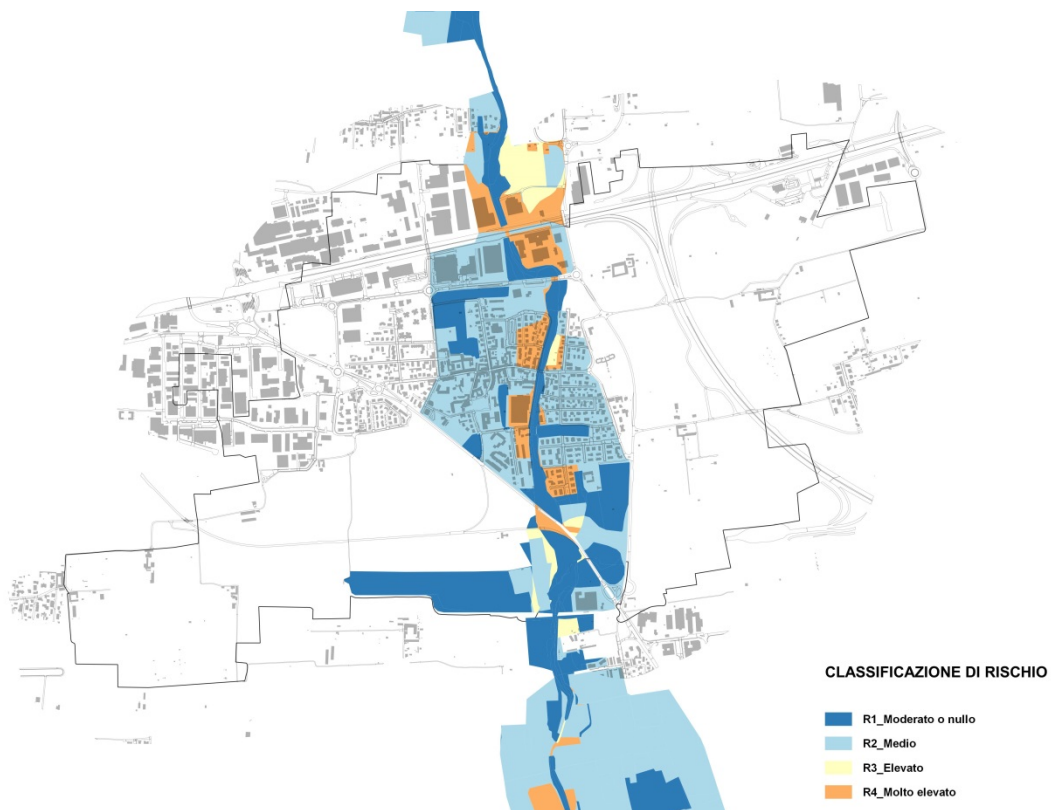 CLASSIFICAZIONE DI RISCHIO
R1_Moderato o nullo
R2_Medio
R3_Elevato
R4_Molto elevato